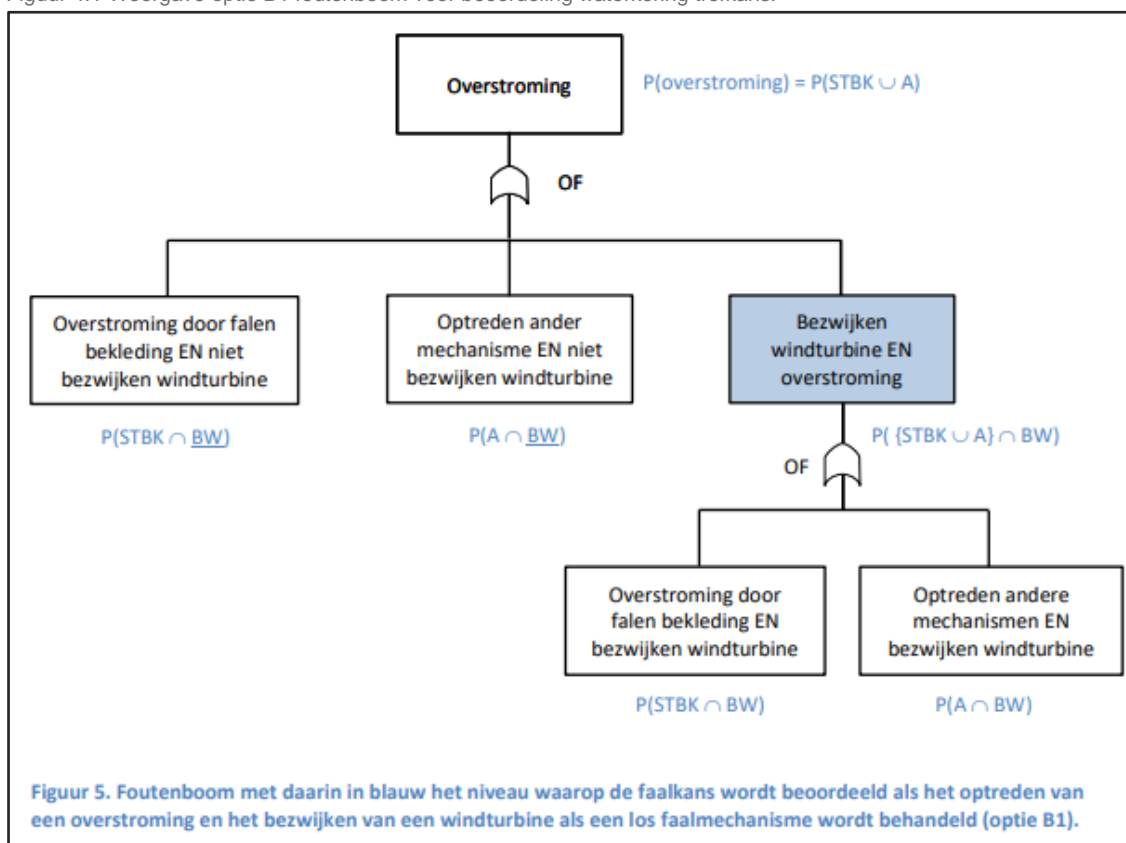 Overstroming
P(overstroming) = P(STBK ∪ A)
OF
Overstroming door falen
bekleding EN niet
bezwijken windturbine
Optreden ander
mechanisme EN niet
bezwijken windturbine
Bezwijken
windturbine EN
overstroming
P(STBK ∩ BW)
P(A ∩ BW)
P( {STBK ∪ A} ∩ BW)
OF
Overstroming door
falen bekleding EN
bezwijken windturbine
Optreden andere
mechanismen EN
bezwijken windturbine
P(STBK ∩ BW)
P(A ∩ BW)
Figuur 5. Foutenboom met daarin in blauw het niveau waarop de faalkans wordt beoordeeld als het optreden van
een overstroming en het bezwijken van een windturbine als een los faalmechanisme wordt behandeld (optie B1).